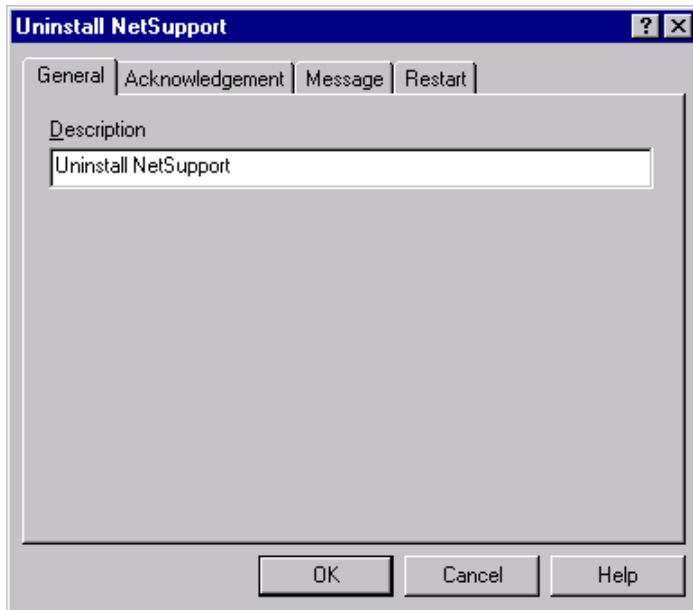 Uninstall NetSupport
General Acknowledgement Message Restart
Description
Uninstall NetSupport
OK Cancel Help